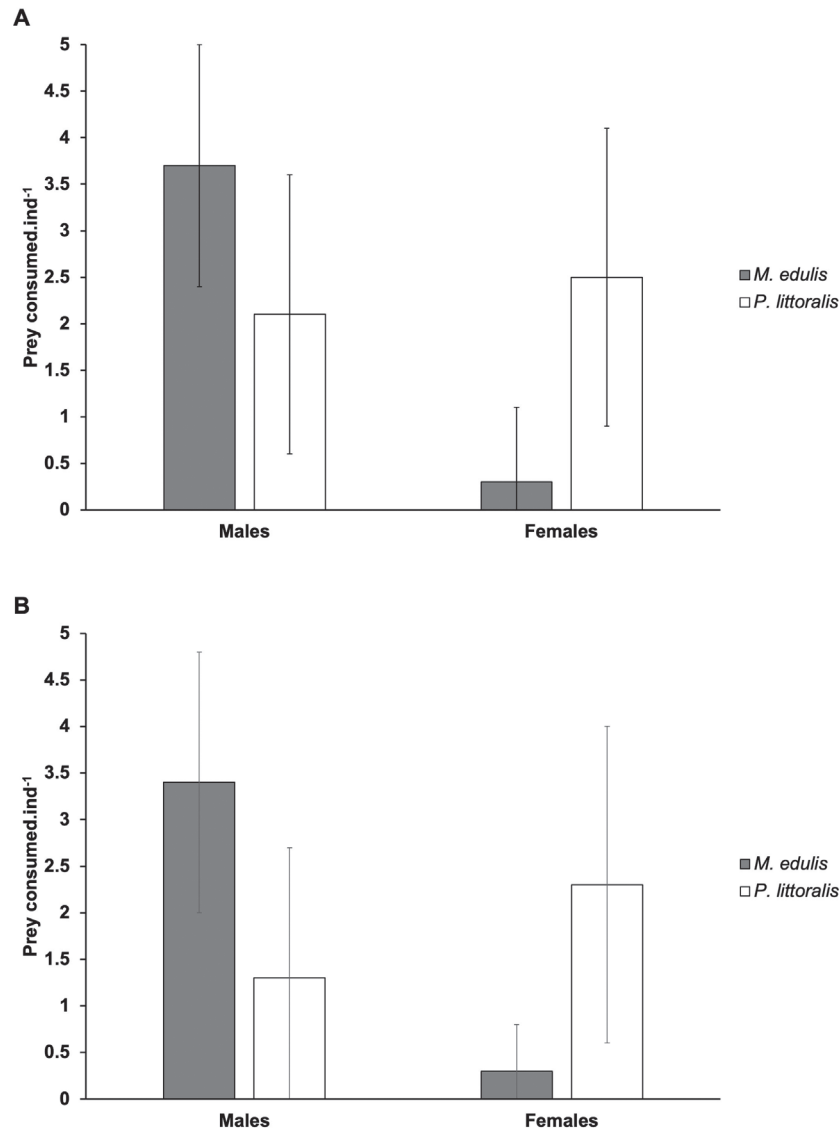 A
5
4.5
4
3.5
3
2.5
2
1.5
1
0.5
0
Prey consumed.ind-1
Males
Females
M. edulis
P. littoralis
B
5
4.5
4
3.5
3
2.5
2
1.5
1
0.5
0
Prey consumed.ind-1
Males
Females
M. edulis
P. littoralis